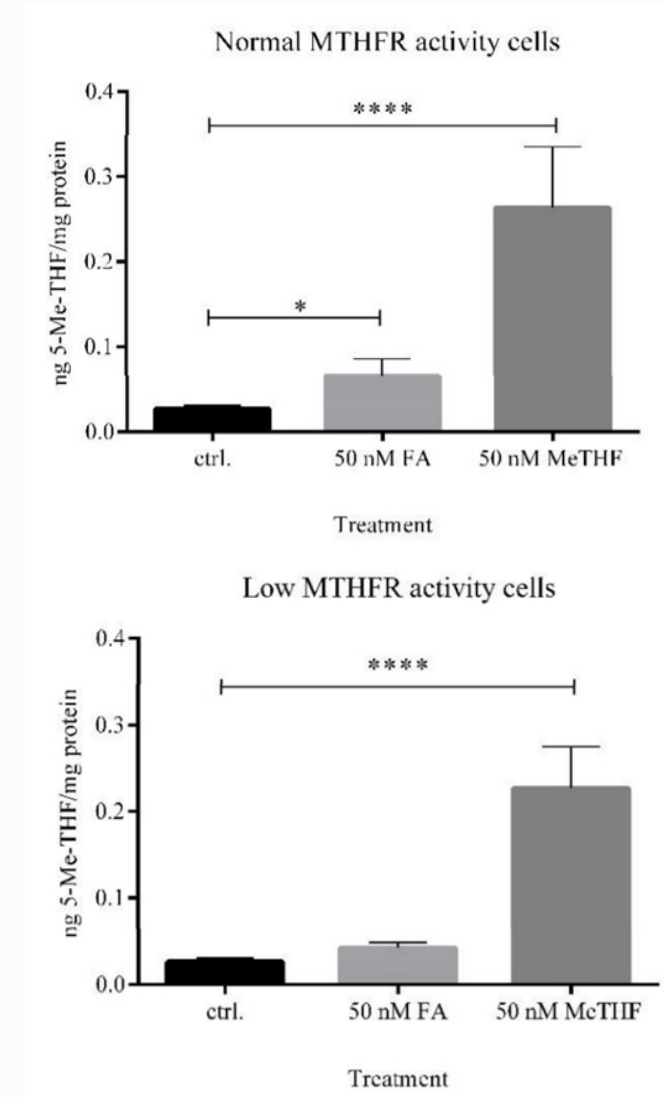 Normal MTHFR activity cells
0.4
****
0.3
ng 5-Me-THF/mg protein
0.2
*
0.1
0.0
ctrl. 50 nM FA 50 nM MeTHF
Treatment
Low MTHFR activity cells
0.4
****
0.3
ng 5-Me-THF/mg protein
0.2
0.1
0.0
ctrl. 50 nM FA 50 nM MeTHF
Treatment